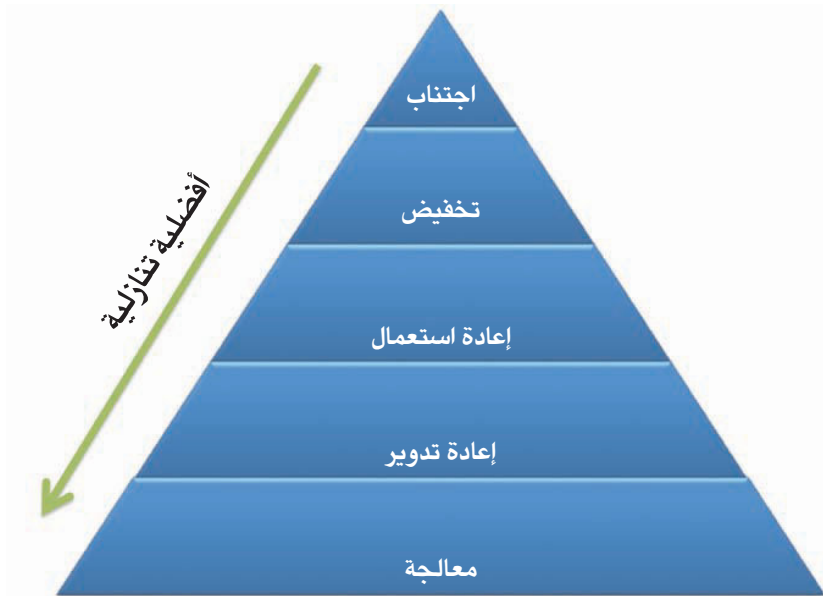 اجتناب
تخفيض
إعادة استعمال
إعادة تدوير
معالجة
أفضلية تنازلية